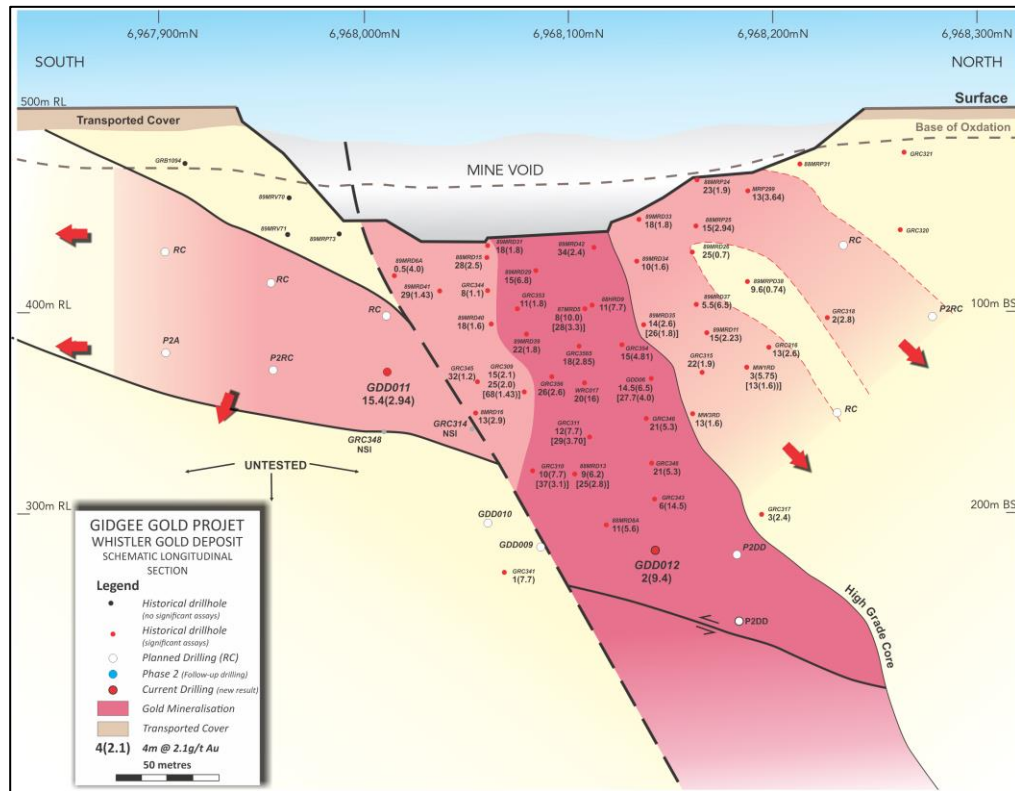 6,967,900mN
6,968,000mN
6,968,100mN
6,968,200mN
6,968,300mN
SOUTH
NORTH
500m RL
Surface
Transported Cover
Base of Oxdation
MINE VOID
GRB1094
89MRV70
89MRV71
89MRP73
89MRP31
GRC321
GRC320
89MRP24
23(1.9)
MRP299
13(3.64)
89MRD33
18(1.8)
89MRP25
15(2.94)
89MRD31
18(1.8)
89MRD42
34(2.4)
89MRD15
28(2.5)
89MRD6A
0.5(4.0)
89MRD29
15(6.8)
89MRD34
10(1.6)
89MRD26
25(0.7)
RC
RC
RC
RC
RC
400m RL
100m BS
89MRD41
29(1.43)
GRC344
8(1.1)
GRC353
11(1.8)
87MRD5
8(10.0)
[28(3.3)]
88HRD9
11(7.7)
89MRPD38
9.6(0.74)
89MRD37
5.5(6.5)
GRC318
2(2.8)
P2RC
89MRD40
18(1.6)
22(1.8)
89MRD35
14(2.6)
[26(1.8)]
89MRD11
15(2.23)
18(2.85)
GRC354
15(4.81)
13(2.6)
GRC315
22(1.9)
MW1RD
3(5.75)
[13(1.6))]
P2A
P2RC
GDD011
15.4(2.94)
GRC345
32(1.2)
GRC309
15(2.1)
25(2.0)
[68(1.43)]
GRC356
26(2.6)
WRC017
20(16)
14.5(6.5)
[27.7(4.0]
13(2.9)
GRC314
NSI
GRC348
NSI
GRC311
12(7.7)
[29(3.70)]
21(5.3)
MW3RD
13(1.6)
UNTESTED
GRC310
10(7.7)
[37(3.1)]
89MRD13
9(6.2)
[25(2.8)]
21(5.3)
GRC343
6(14.5)
GRC317
3(2.4)
300m RL
200m BS
11(5.6)
GDD010
GDD009
GRC341
1(7.7)
GDD012
2(9.4)
P2DD
P2DD
High Grade Core
GIDGEE GOLD PROJET
WHISTLER GOLD DEPOSIT
SCHEMATIC LONGITUDINAL
SECTION
Legend
Historical drillhole
(no significant assays)
Historical drillhole
(significant assays)
Planned Drilling (RC)
Phase 2 (Follow-up drilling)
Current Drilling (new result)
Gold Mineralisation
Transported Cover
4(2.1) 4m @ 2.1g/t Au
50 metres